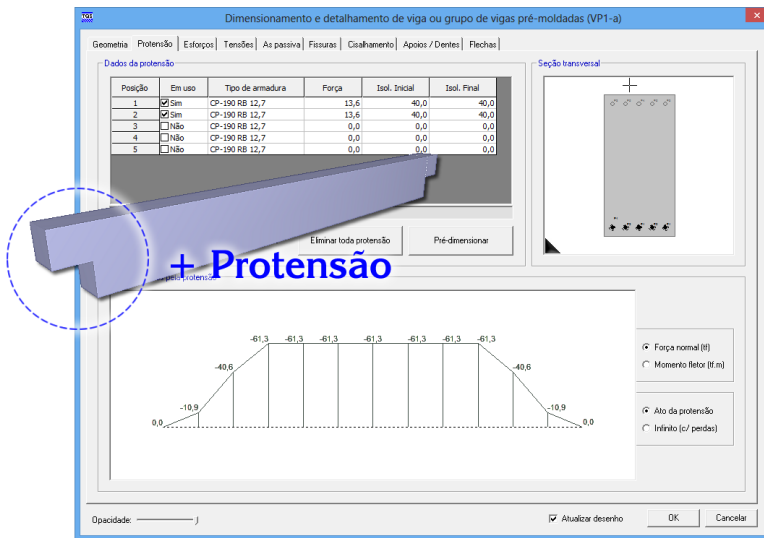 TQS
Dimensionamento e detalhamento de viga ou grupo de vigas pré-moldadas (VP1-a)
x
Geometria Protensão Esforços Tensões As passiva Fissuras Cisalhamento Apoios / Dentes Flechas
Dados da protensão
Seção transversal
Posição Em uso Tipo de armadura Força Isol. Inicial Isol. Final
1 Sim CP-190 RB 12,7 13,6 40,0 40,0
2 Sim CP-190 RB 12,7 13,6 40,0 40,0
3 Não CP-190 RB 12,7 0,0 0,0 0,0
4 Não CP-190 RB 12,7 0,0 0,0 0,0
5 Não CP-190 RB 12,7 0,0 0,0 0,0
Eliminar toda protensão Pré-dimensionar
+ Protensão
pela protensão
-61,3 -61,3 -61,3 -61,3 -61,3 -61,3 -61,3
-40,6 -40,6
-10,9 -10,9
0,0 0,0
Força normal (tf)
Momento fletor (tf.m)
Ato da protensão
Infinito (c/ perdas)
Opacidade:
Atualizar desenho OK Cancelar